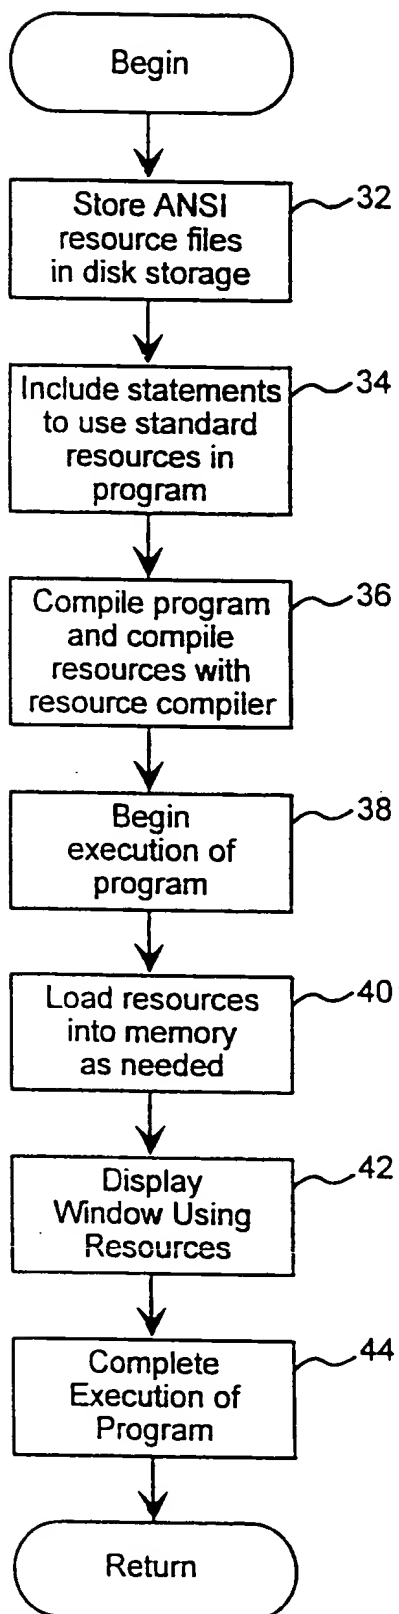 Begin
Store ANSI
resource files
in disk storage
32
Include statements
to use standard
resources in
program
34
Compile program
and compile
resources with
resource compiler
36
Begin
execution of
program
38
Load resources
into memory
as needed
40
Display
Window Using
Resources
42
Complete
Execution of
Program
44
Return